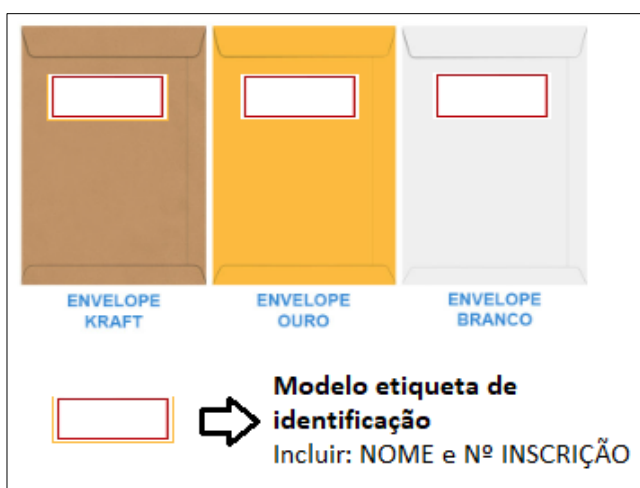 ENVELOPE
KRAFT
ENVELOPE
OURO
ENVELOPE
BRANCO
Modelo etiqueta de
identificação
Incluir: NOME e Nº INSCRIÇÃO